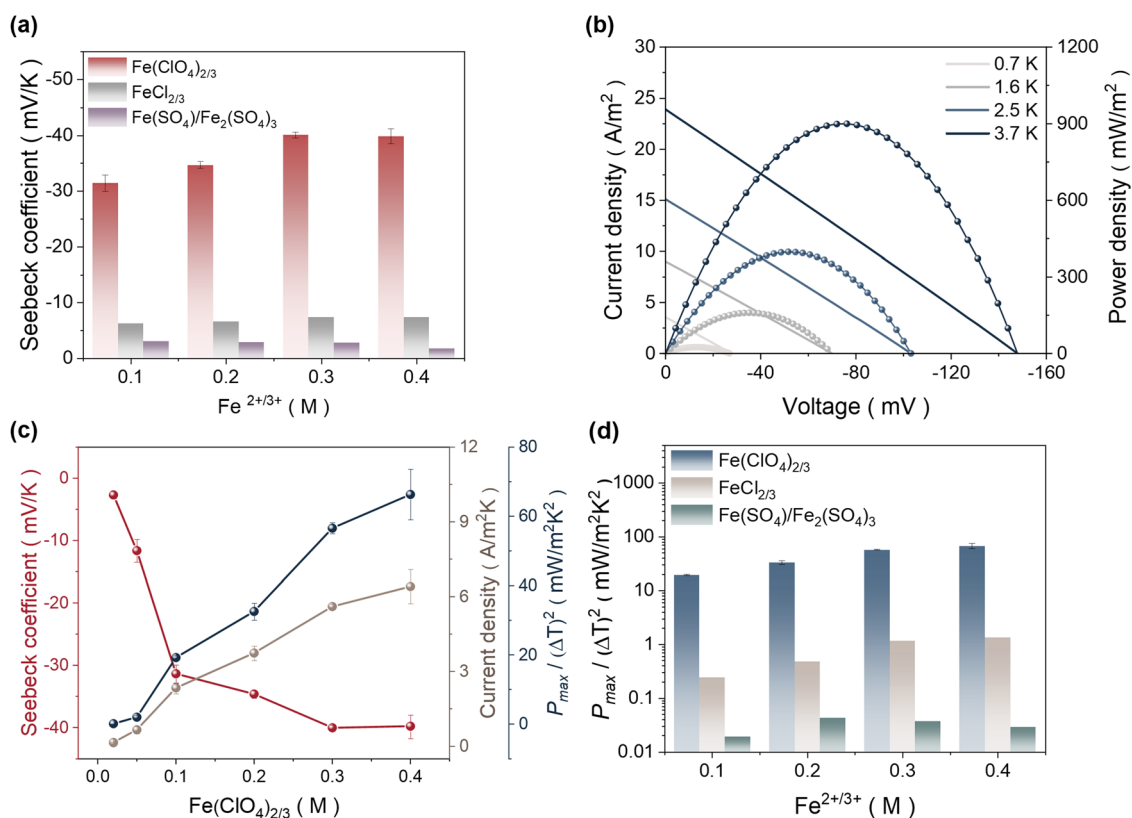 (a)
Seebeck coefficient ( mV/K )
-50
-40
-30
-20
-10
0
Fe(ClO₄)₂/₃
FeCl₂/₃
Fe(SO₄)/Fe₂(SO₄)₃
0.1 0.2 0.3 0.4
Fe ²⁺/³⁺ ( M )
(b)
Current density ( A/m² )
30
25
20
15
10
5
0
0.7 K
1.6 K
2.5 K
3.7 K
1200
900
600
300
0
Power density ( mW/m² )
0 -40 -80 -120 -160
Voltage ( mV )
(c)
Seebeck coefficient ( mV/K )
0
-10
-20
-30
-40
12
9
6
3
0
Current density ( A/m²K )
80
60
40
20
0
Pmax / (ΔT)² ( mW/m²K² )
0.0 0.1 0.2 0.3 0.4
Fe(ClO₄)₂/₃ ( M )
(d)
Pmax / (ΔT)² ( mW/m²K² )
1000
100
10
1
0.1
0.01
Fe(ClO₄)₂/₃
FeCl₂/₃
Fe(SO₄)/Fe₂(SO₄)₃
0.1 0.2 0.3 0.4
Fe²⁺/³⁺ ( M )